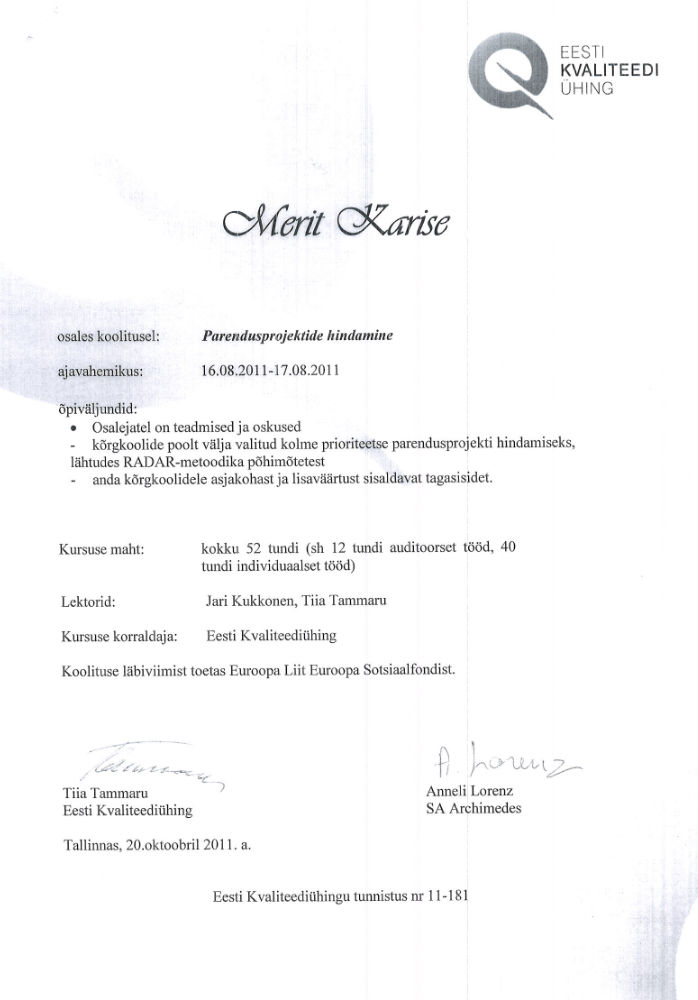 EESTI
KVALITEEDI
ÜHING
Merit Karise
osales koolitusel: Parendusprojektide hindamine
ajavahemikus: 16.08.2011-17.08.2011
õpiväljundid:
• Osalejatel on teadmised ja oskused
- kõrgkoolide poolt välja valitud kolme prioriteetse parendusprojekti hindamiseks,
lähtudes RADAR-metoodika põhimõtetest
- anda kõrgkoolidele asjakohast ja lisaväärtust sisaldavat tagasisidet.
Kursuse maht: kokku 52 tundi (sh 12 tundi auditoorset tööd, 40
tundi individuaalset tööd)
Lektorid: Jari Kukkonen, Tiia Tammaru
Kursuse korraldaja: Eesti Kvaliteediühing
Koolituse läbiviimist toetas Euroopa Liit Euroopa Sotsiaalfondist.
A. Lorenz
Tiia Tammaru Anneli Lorenz
Eesti Kvaliteediühing SA Archimedes
Tallinnas, 20.oktoobril 2011. a.
Eesti Kvaliteediühingu tunnistus nr 11-181